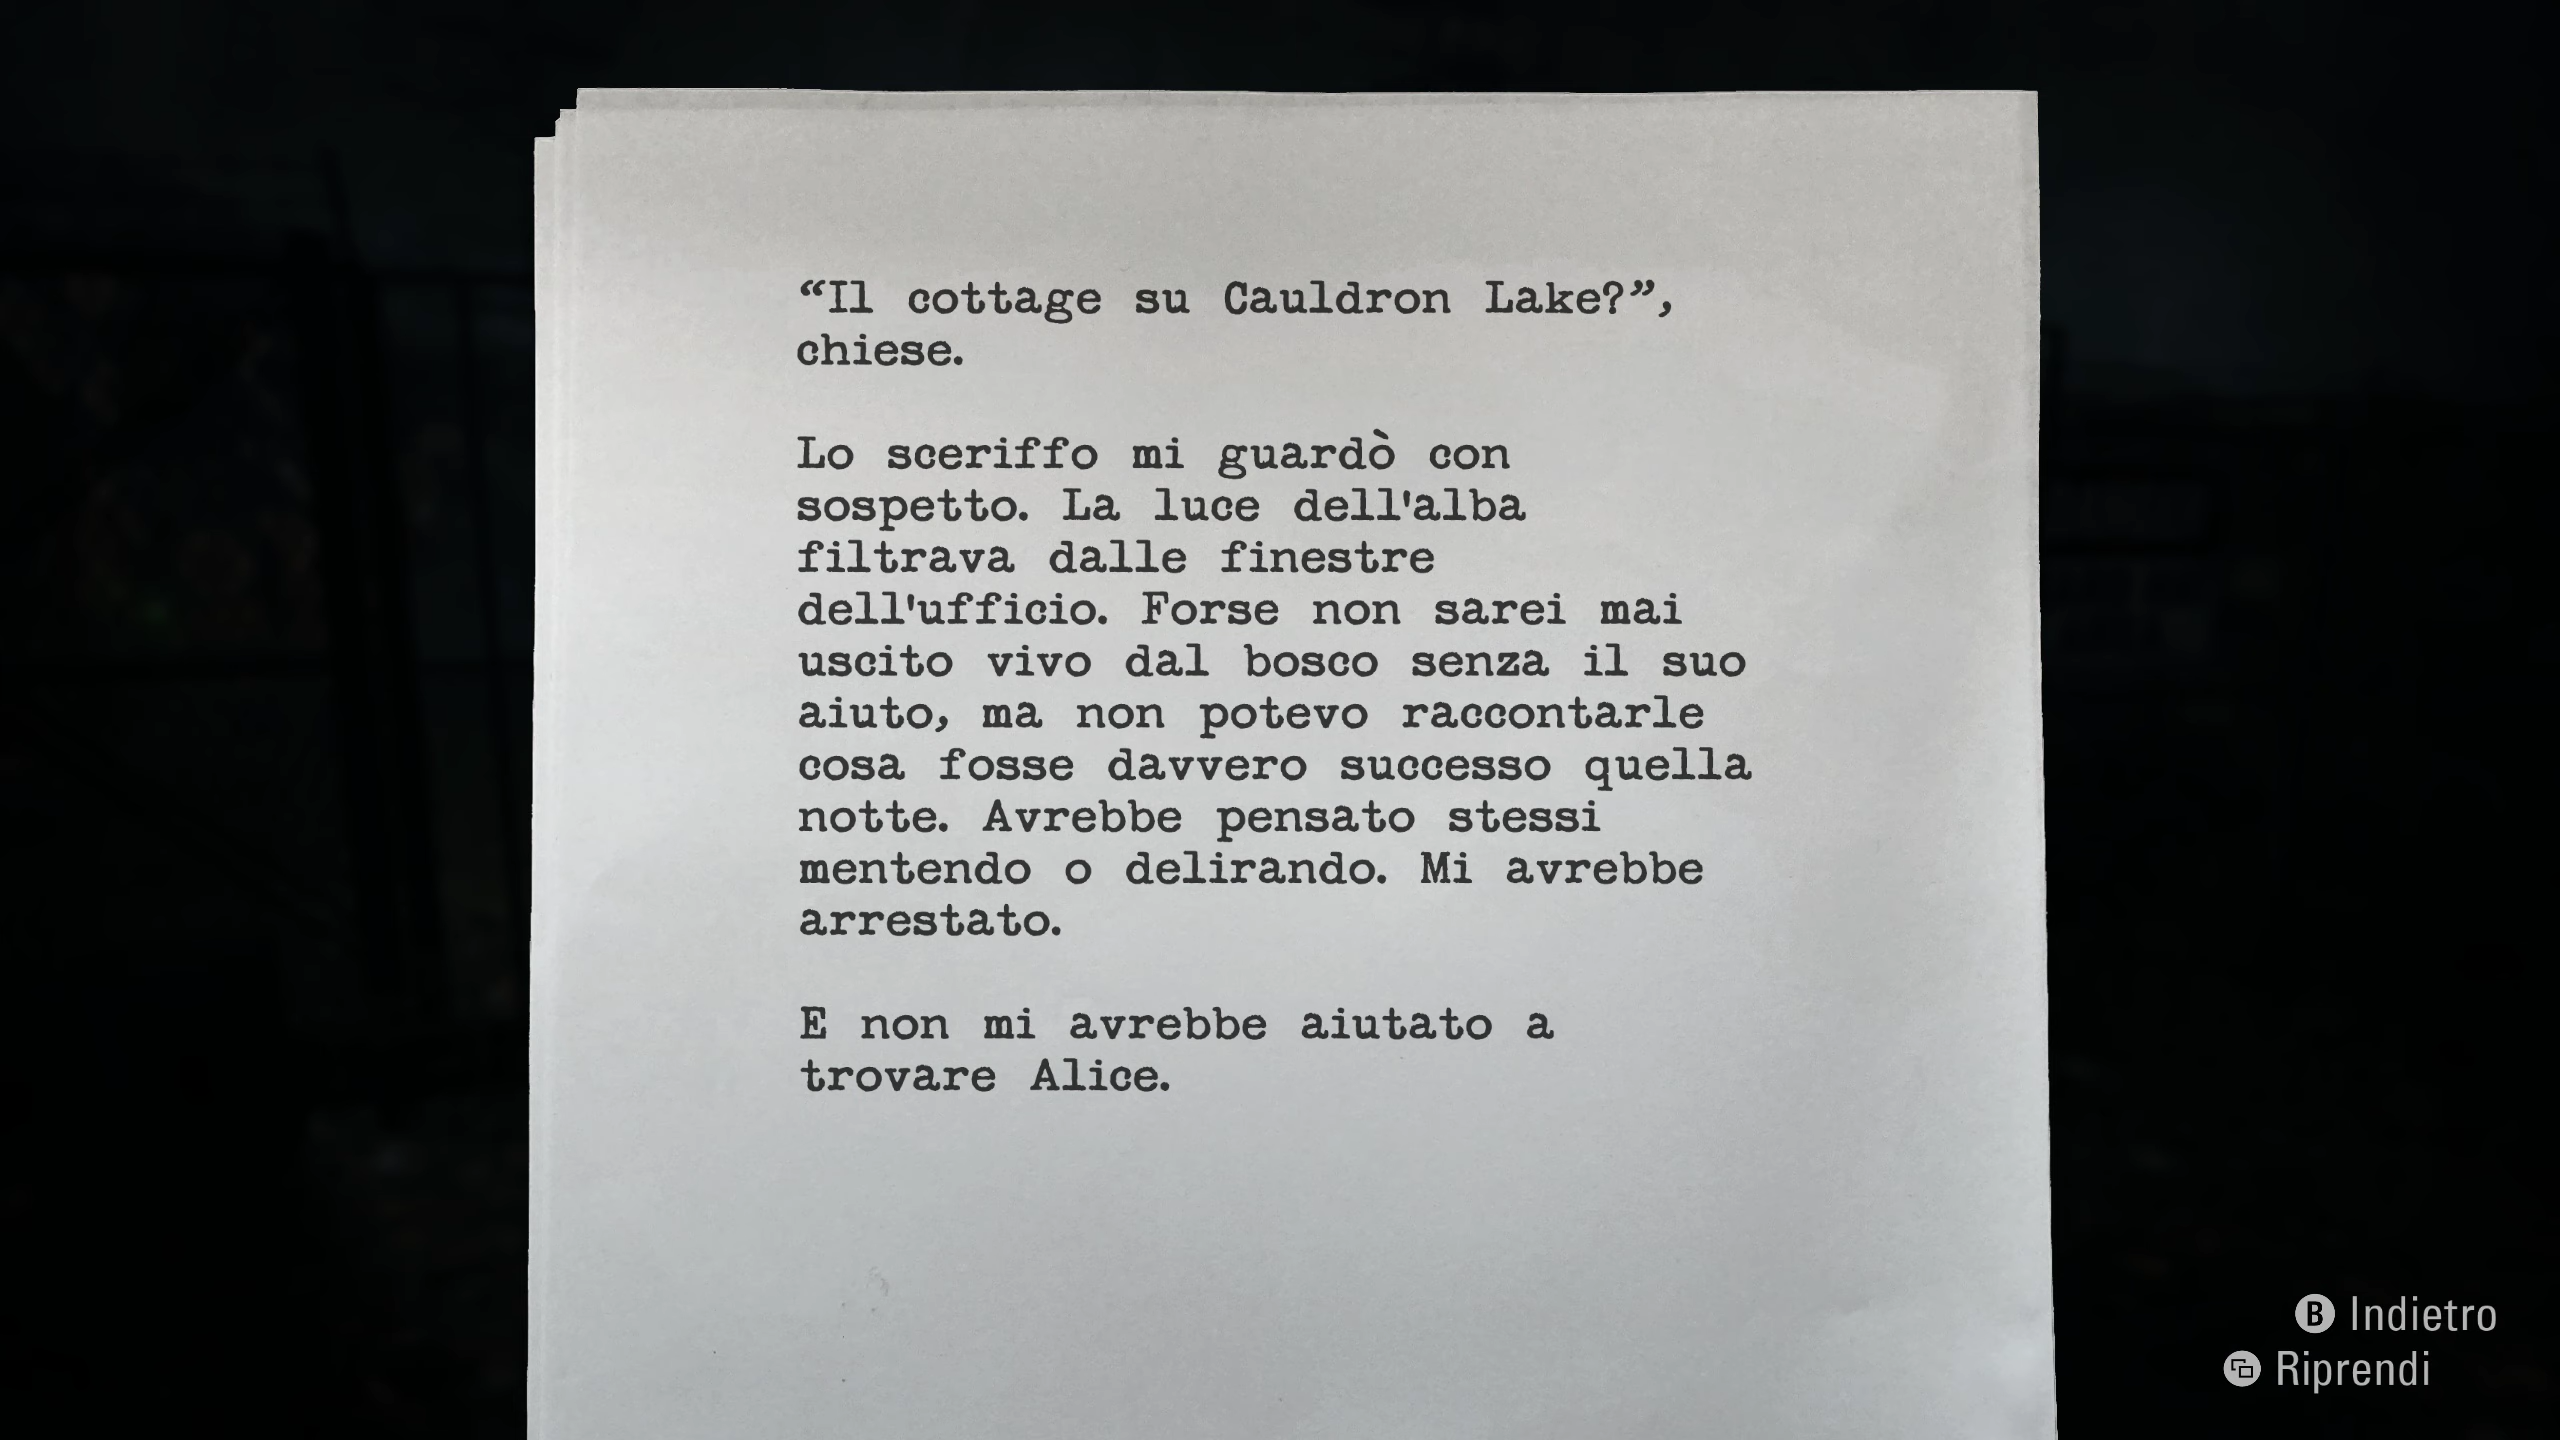 “Il cottage su Cauldron Lake?”,
chiese.
Lo sceriffo mi guardò con
sospetto. La luce dell'alba
filtrava dalle finestre
dell'ufficio. Forse non sarei mai
uscito vivo dal bosco senza il suo
aiuto, ma non potevo raccontarle
cosa fosse davvero successo quella
notte. Avrebbe pensato stessi
mentendo o delirando. Mi avrebbe
arrestato.
E non mi avrebbe aiutato a
trovare Alice.
B Indietro
Riprendi